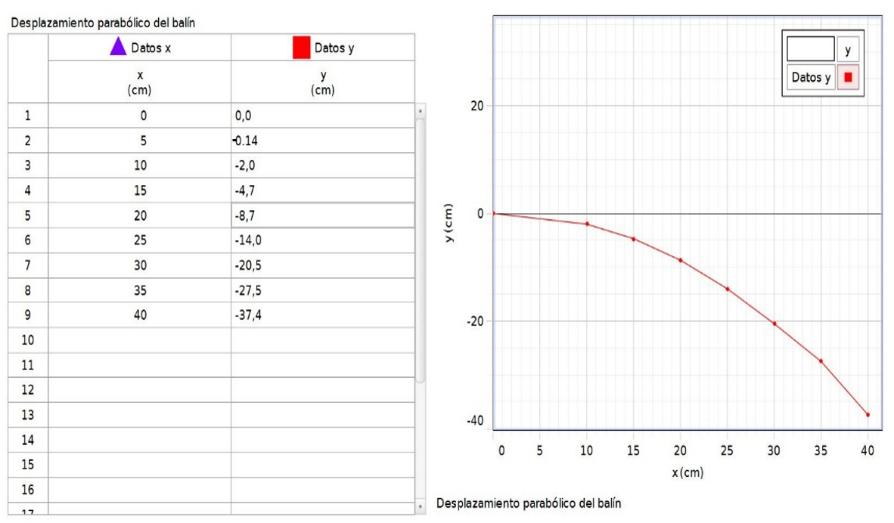 Desplazamiento parabólico del balín
Datos x Datos y
x y
(cm) (cm)
1 0 0,0
2 5 -0.14
3 10 -2,0
4 15 -4,7
5 20 -8,7
6 25 -14,0
7 30 -20,5
8 35 -27,5
9 40 -37,4
10
11
12
13
14
15
16
17
y
Datos y
20
0
-20
-40
y (cm)
0 5 10 15 20 25 30 35 40
x (cm)
Desplazamiento parabólico del balín